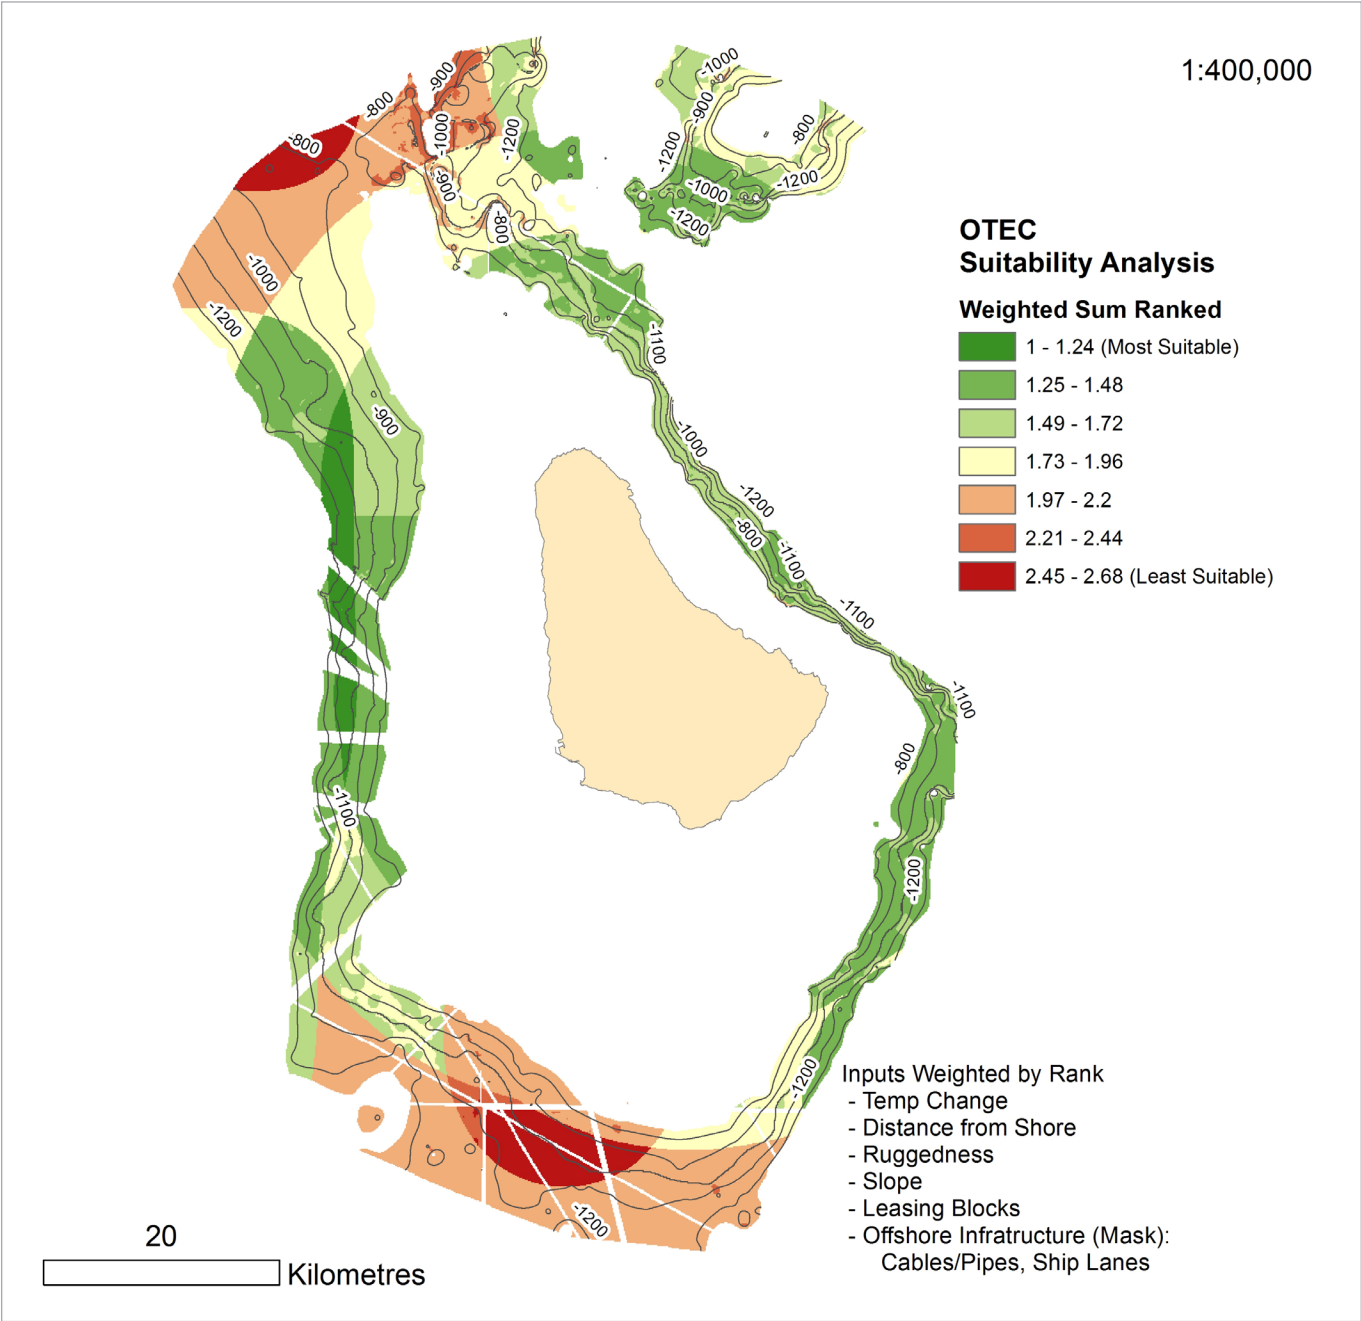 1:400,000
-900
-800
-1000
-800
-1000
-1200
-900
-800
-1000
-900
-1200
-800
-1000
-1200
-1200
-1000
-1200
-900
-1100
-1000
-1200
-800
-1100
-1100
-1100
-800
-1200
-1100
-1200
-1200
OTEC
Suitability Analysis
Weighted Sum Ranked
1 - 1.24 (Most Suitable)
1.25 - 1.48
1.49 - 1.72
1.73 - 1.96
1.97 - 2.2
2.21 - 2.44
2.45 - 2.68 (Least Suitable)
Inputs Weighted by Rank
- Temp Change
- Distance from Shore
- Ruggedness
- Slope
- Leasing Blocks
- Offshore Infratructure (Mask):
Cables/Pipes, Ship Lanes
20
Kilometres